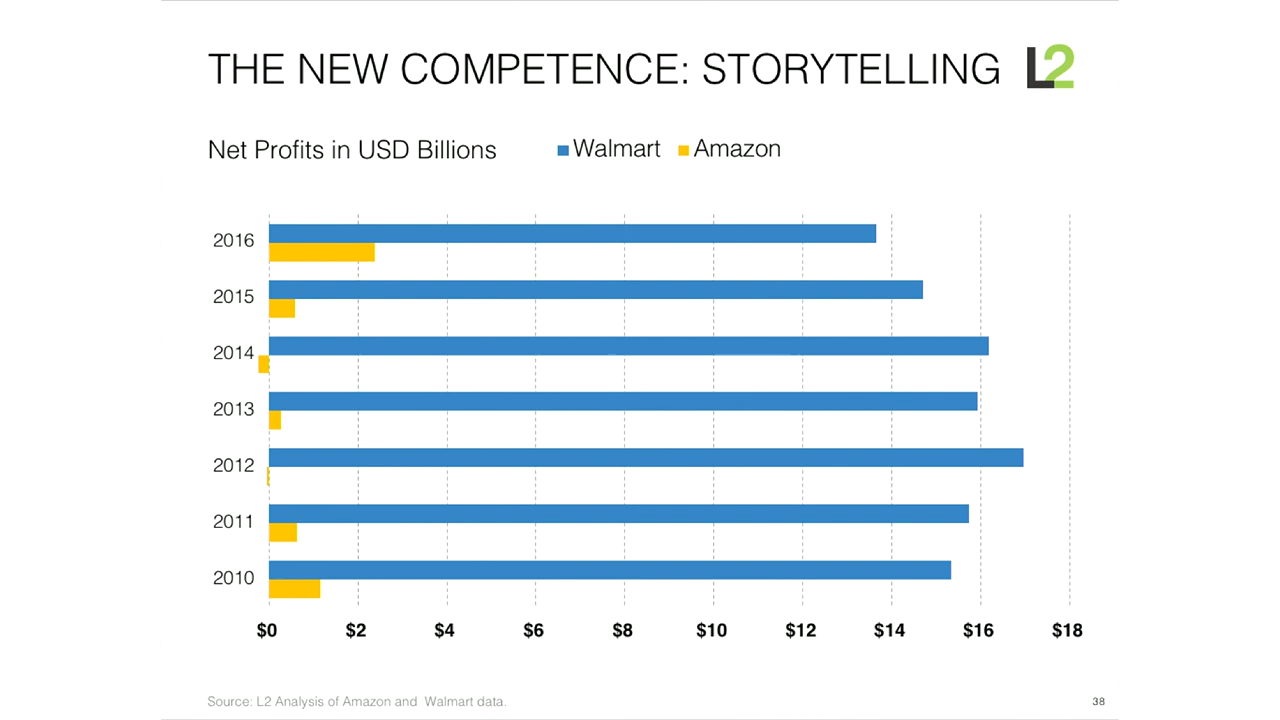 THE NEW COMPETENCE: STORYTELLING L2
Net Profits in USD Billions
Walmart Amazon
2016
2015
2014
2013
2012
2011
2010
$0 $2 $4 $6 $8 $10 $12 $14 $16 $18
Source: L2 Analysis of Amazon and Walmart data.
38